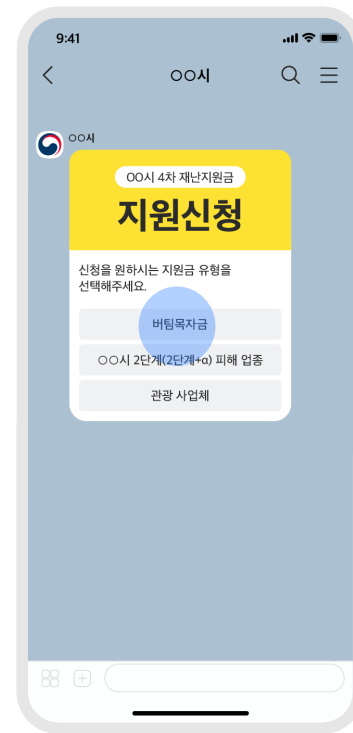 9:41
○○시
○○시
OO시 4차 재난지원금
지원신청
신청을 원하시는 지원금 유형을
선택해주세요.
버팀목자금
○○시 2단계(2단계+α) 피해 업종
관광 사업체